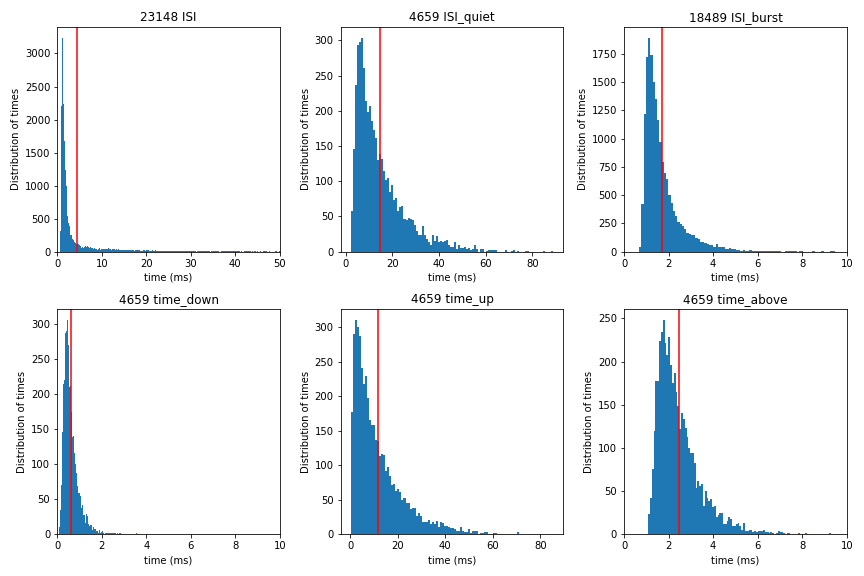 23148 ISI
4659 ISI_quiet
18489 ISI_burst
Distribution of times
3000
2500
2000
1500
1000
500
0
0 10 20 30 40 50
time (ms)
Distribution of times
300
250
200
150
100
50
0
0 20 40 60 80
time (ms)
Distribution of times
1750
1500
1250
1000
750
500
250
0
0 2 4 6 8 10
time (ms)
4659 time_down
4659 time_up
4659 time_above
Distribution of times
300
250
200
150
100
50
0
0 2 4 6 8 10
time (ms)
Distribution of times
300
250
200
150
100
50
0
0 20 40 60 80
time (ms)
Distribution of times
250
200
150
100
50
0
0 2 4 6 8 10
time (ms)